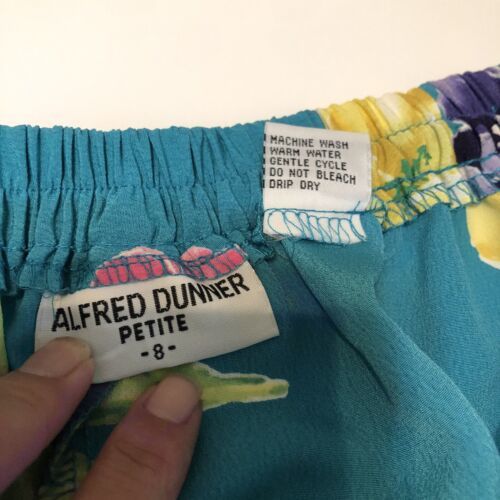 MACHINE WASH
WARM WATER
GENTLE CYCLE
DO NOT BLEACH
DRIP DRY
ALFRED DUNNER
PETITE
-8-